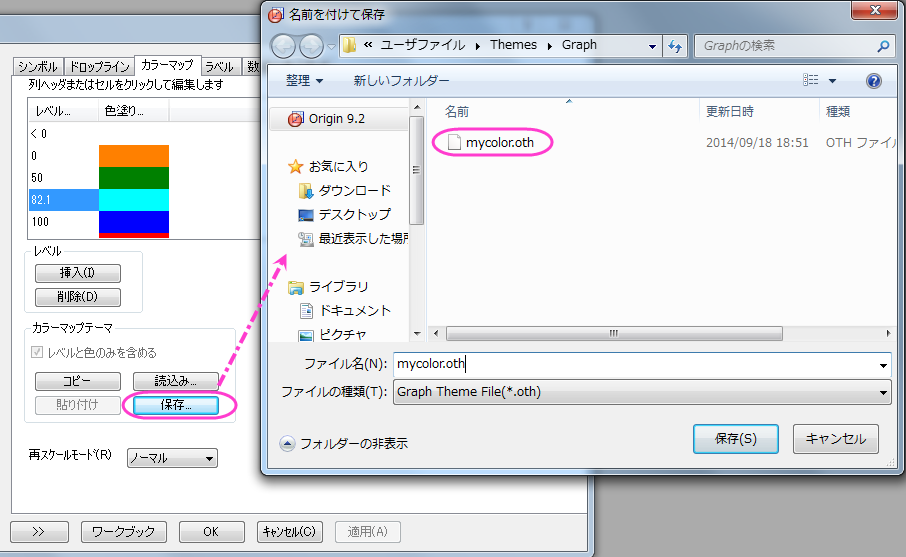 シンボル ドロップライン カラーマップ ラベル 数
列ヘッダまたはセルをクリックして編集します
レベル... 色塗り...
< 0
0
50
82.1
100
レベル
挿入(I)
削除(D)
カラーマップテーマ
レベルと色のみを含める
コピー 読込み...
貼り付け 保存...
再スケールモード(R) ノーマル
>> ワークブック OK キャンセル(C) 適用(A)
名前を付けて保存
« ユーザファイル Themes Graph Graphの検索
整理 新しいフォルダー
Origin 9.2
お気に入り
ダウンロード
デスクトップ
最近表示した場所
ライブラリ
ドキュメント
ピクチャ
名前 更新日時 種類
mycolor.oth 2014/09/18 18:51 OTH ファイル
ファイル名(N): mycolor.oth
ファイルの種類(T): Graph Theme File(*.oth)
フォルダーの非表示 保存(S) キャンセル